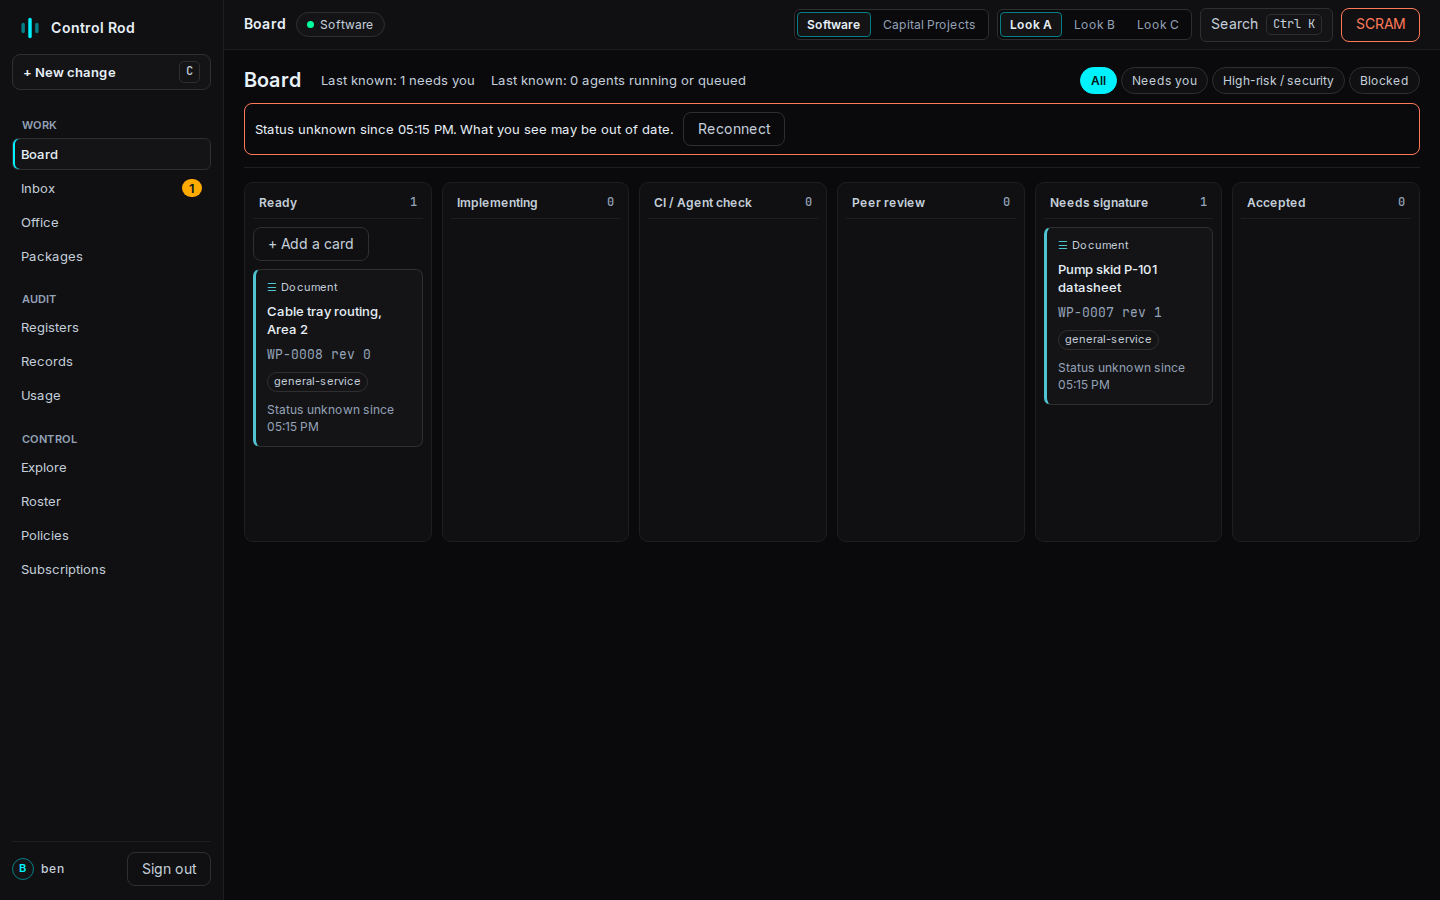 Control Rod
+ New change C
WORK
Board
Inbox 1
Office
Packages
AUDIT
Registers
Records
Usage
CONTROL
Explore
Roster
Policies
Subscriptions
B ben Sign out
Board Software Software Capital Projects Look A Look B Look C Search Ctrl K SCRAM
Board Last known: 1 needs you Last known: 0 agents running or queued All Needs you High-risk / security Blocked
Status unknown since 05:15 PM. What you see may be out of date. Reconnect
Ready 1
+ Add a card
☰ Document
Cable tray routing,
Area 2
WP-0008 rev 0
general-service
Status unknown since
05:15 PM
Implementing 0
CI / Agent check 0
Peer review 0
Needs signature 1
☰ Document
Pump skid P-101
datasheet
WP-0007 rev 1
general-service
Status unknown since
05:15 PM
Accepted 0